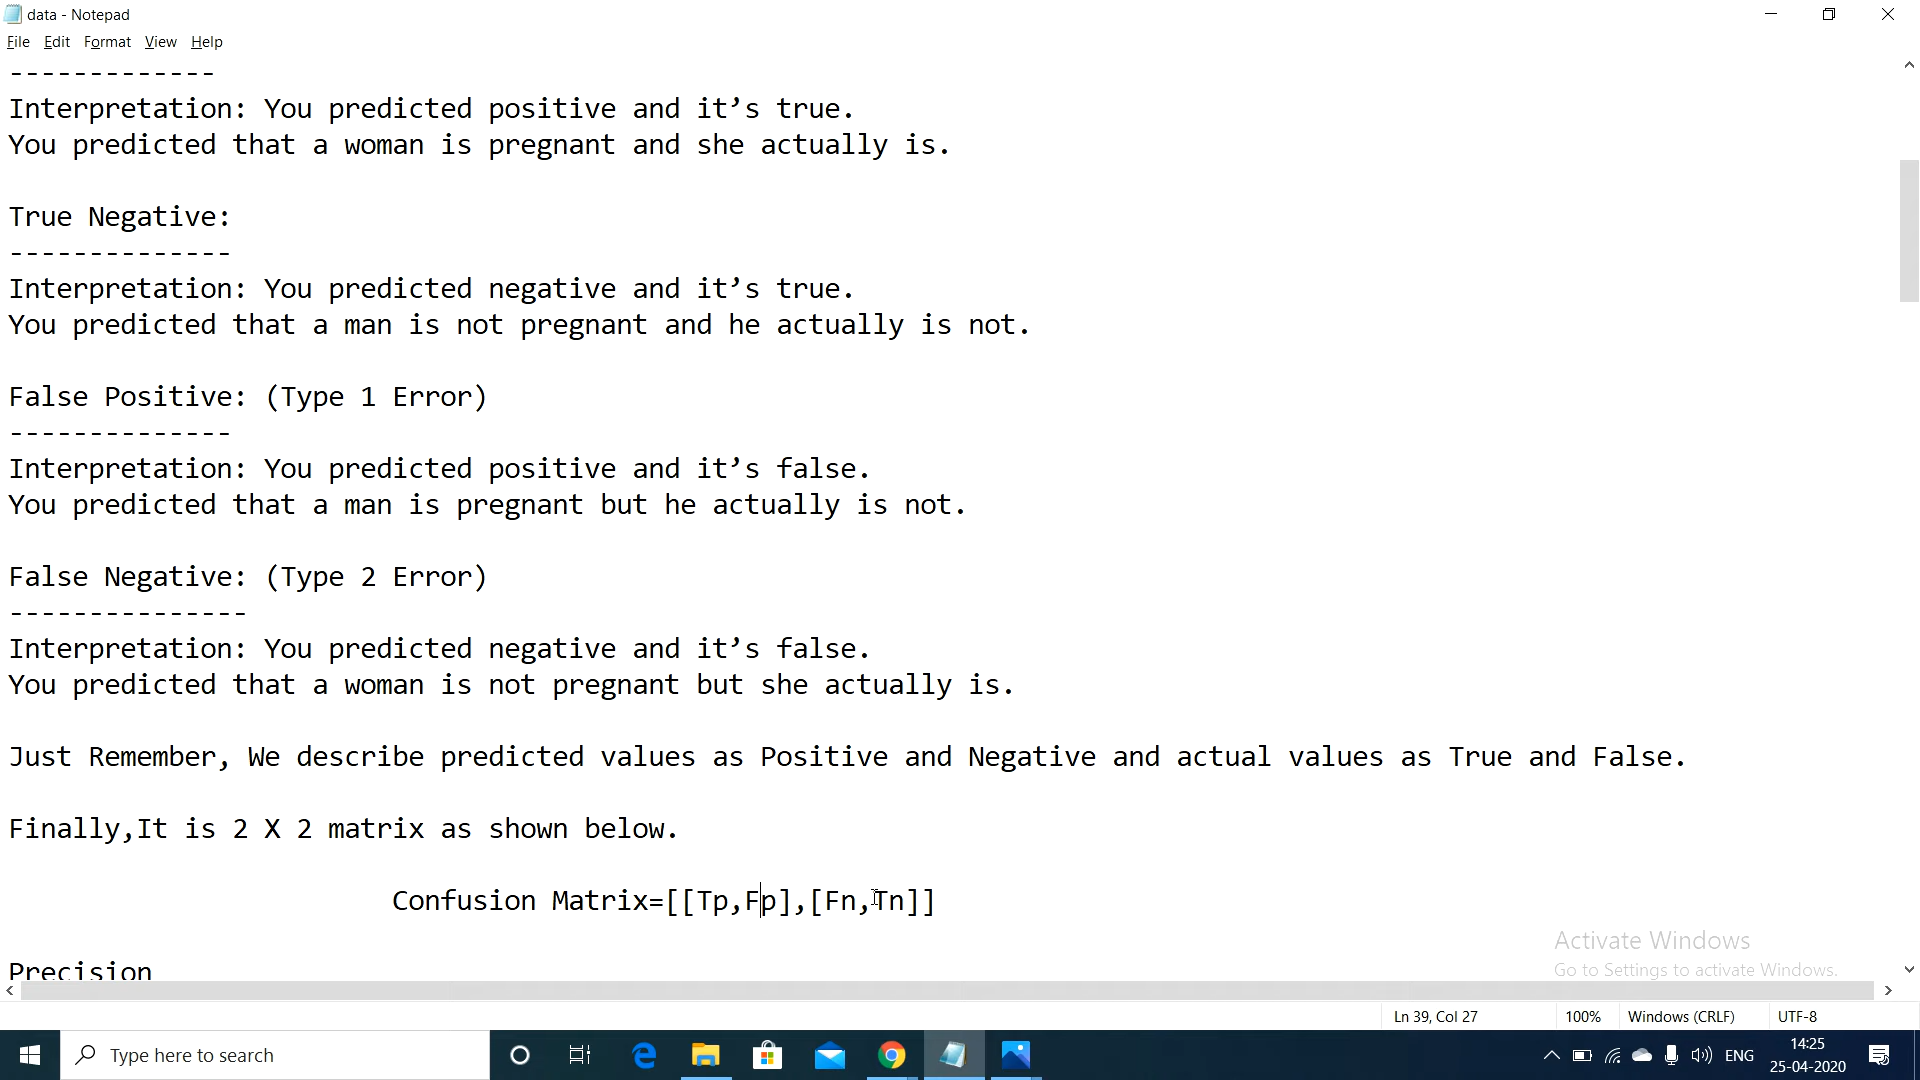 data - Notepad
File Edit Format View Help
-------------
Interpretation: You predicted positive and it’s true.
You predicted that a woman is pregnant and she actually is.
True Negative:
--------------
Interpretation: You predicted negative and it’s true.
You predicted that a man is not pregnant and he actually is not.
False Positive: (Type 1 Error)
--------------
Interpretation: You predicted positive and it’s false.
You predicted that a man is pregnant but he actually is not.
False Negative: (Type 2 Error)
---------------
Interpretation: You predicted negative and it’s false.
You predicted that a woman is not pregnant but she actually is.
Just Remember, We describe predicted values as Positive and Negative and actual values as True and False.
Finally,It is 2 X 2 matrix as shown below.
Confusion Matrix=[[Tp,Fp],[Fn,Tn]]
Precision
Activate Windows
Go to Settings to activate Windows.
Ln 39, Col 27 100% Windows (CRLF) UTF-8
Type here to search
ENG
14:25
25-04-2020